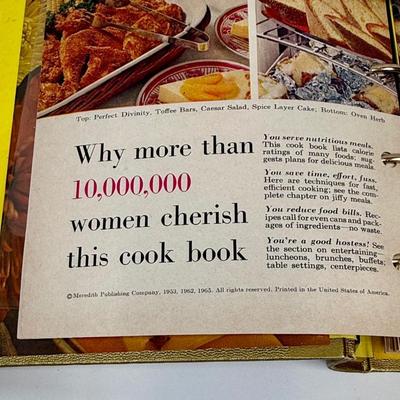 Top: Perfect Divinity, Toffee Bars, Caesar Salad, Spice Layer Cake; Bottom: Oven Herb
Why more than
10,000,000
women cherish
this cook book
You serve nutritious meals.
This cook book lists calorie
ratings of many foods; sug-
gests plans for delicious meals.
You save time, effort, fuss.
Here are techniques for fast,
efficient cooking; see the com-
plete chapter on jiffy meals.
You reduce food bills. Rec-
ipes call for even cans and pack-
ages of ingredients—no waste.
You're a good hostess! See
the section on entertaining—
luncheons, brunches, buffets;
table settings, centerpieces.
©Meredith Publishing Company, 1953, 1962, 1965. All rights reserved. Printed in the United States of America.